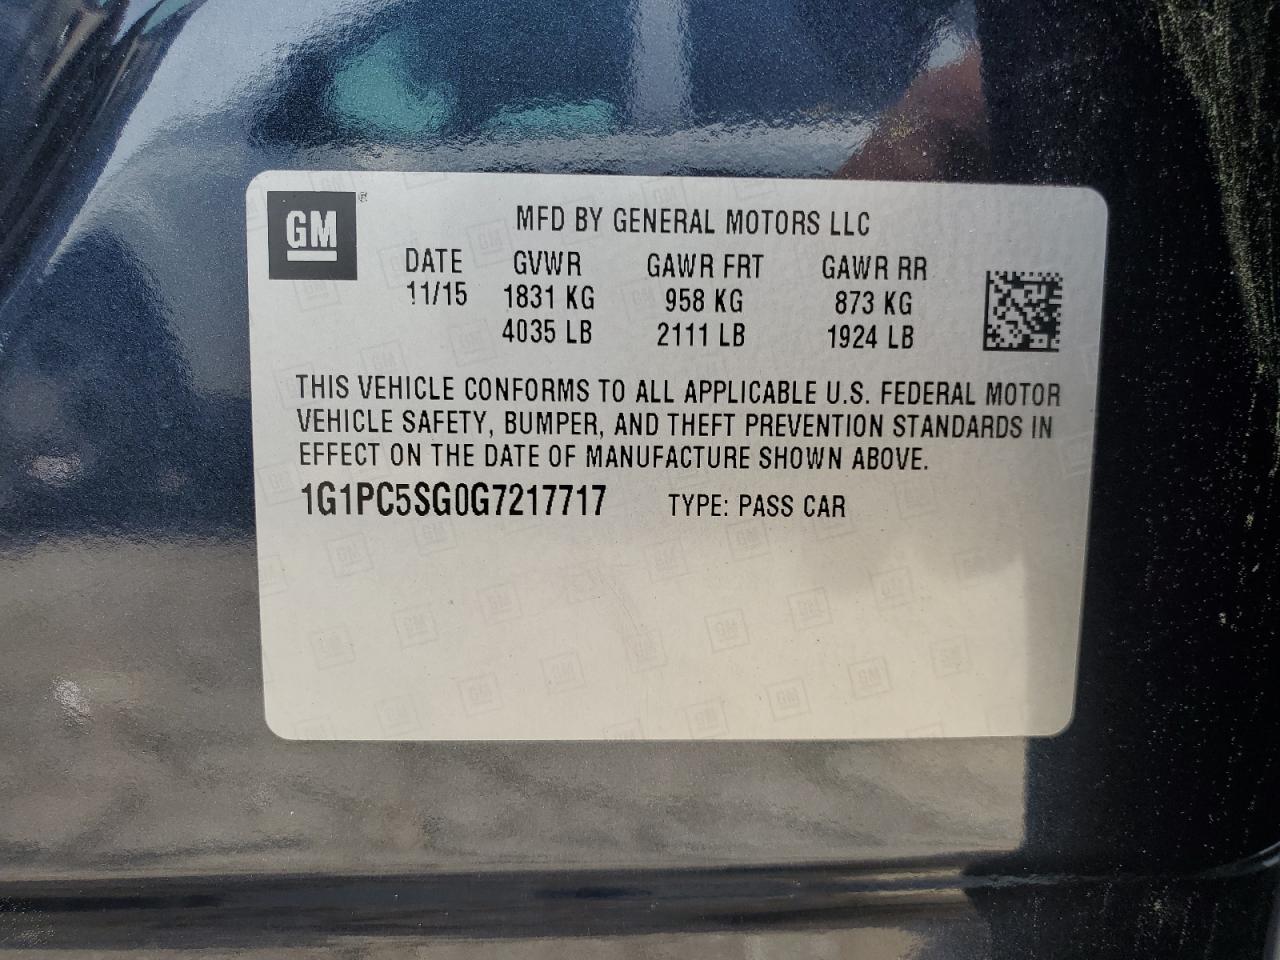 GM ®
MFD BY GENERAL MOTORS LLC
DATE GVWR GAWR FRT GAWR RR
11/15 1831 KG 958 KG 873 KG
4035 LB 2111 LB 1924 LB
THIS VEHICLE CONFORMS TO ALL APPLICABLE U.S. FEDERAL MOTOR
VEHICLE SAFETY, BUMPER, AND THEFT PREVENTION STANDARDS IN
EFFECT ON THE DATE OF MANUFACTURE SHOWN ABOVE.
1G1PC5SG0G7217717 TYPE: PASS CAR